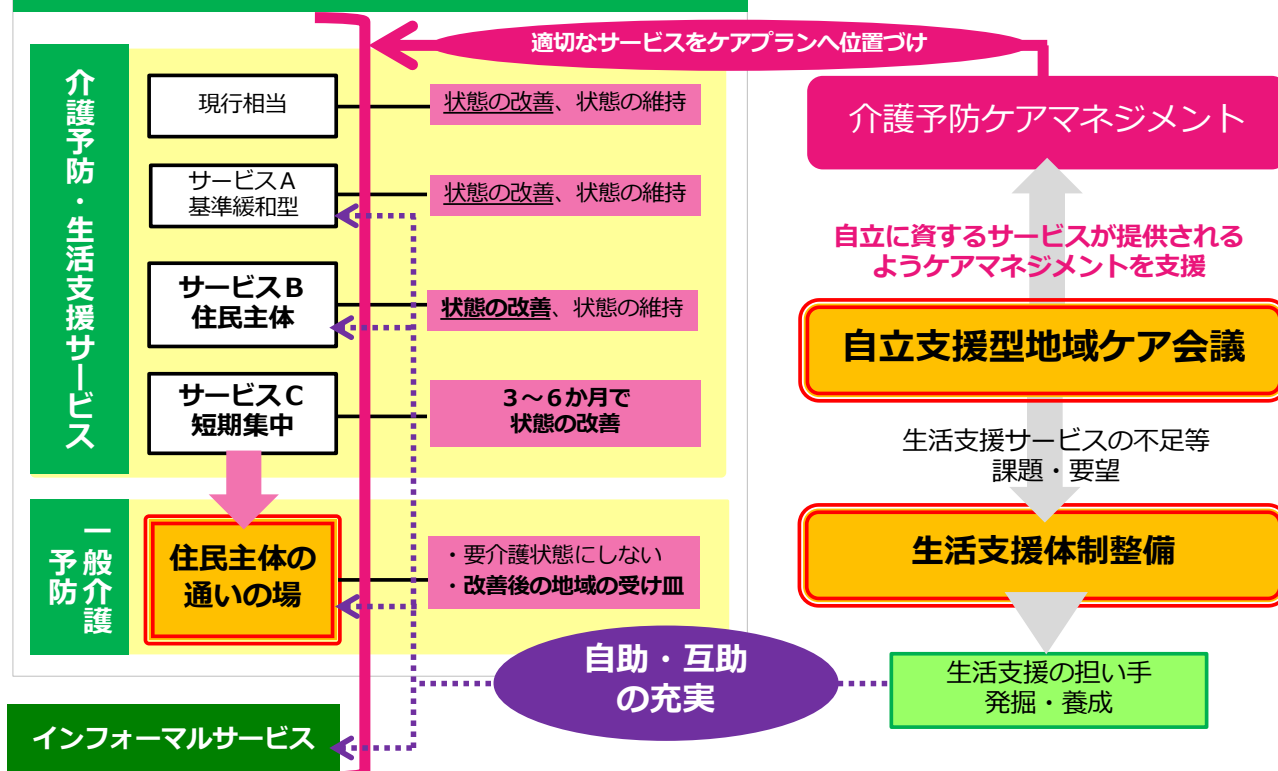 適切なサービスをケアプランへ位置づけ
介護予防・生活支援サービス
現行相当
状態の改善、状態の維持
サービスA
基準緩和型
状態の改善、状態の維持
サービスB
住民主体
状態の改善、状態の維持
サービスC
短期集中
3～6か月で
状態の改善
一般介護
予防
住民主体の
通いの場
・要介護状態にしない
・改善後の地域の受け皿
インフォーマルサービス
介護予防ケアマネジメント
自立に資するサービスが提供される
ようケアマネジメントを支援
自立支援型地域ケア会議
生活支援サービスの不足等
課題・要望
生活支援体制整備
生活支援の担い手
発掘・養成
自助・互助
の充実